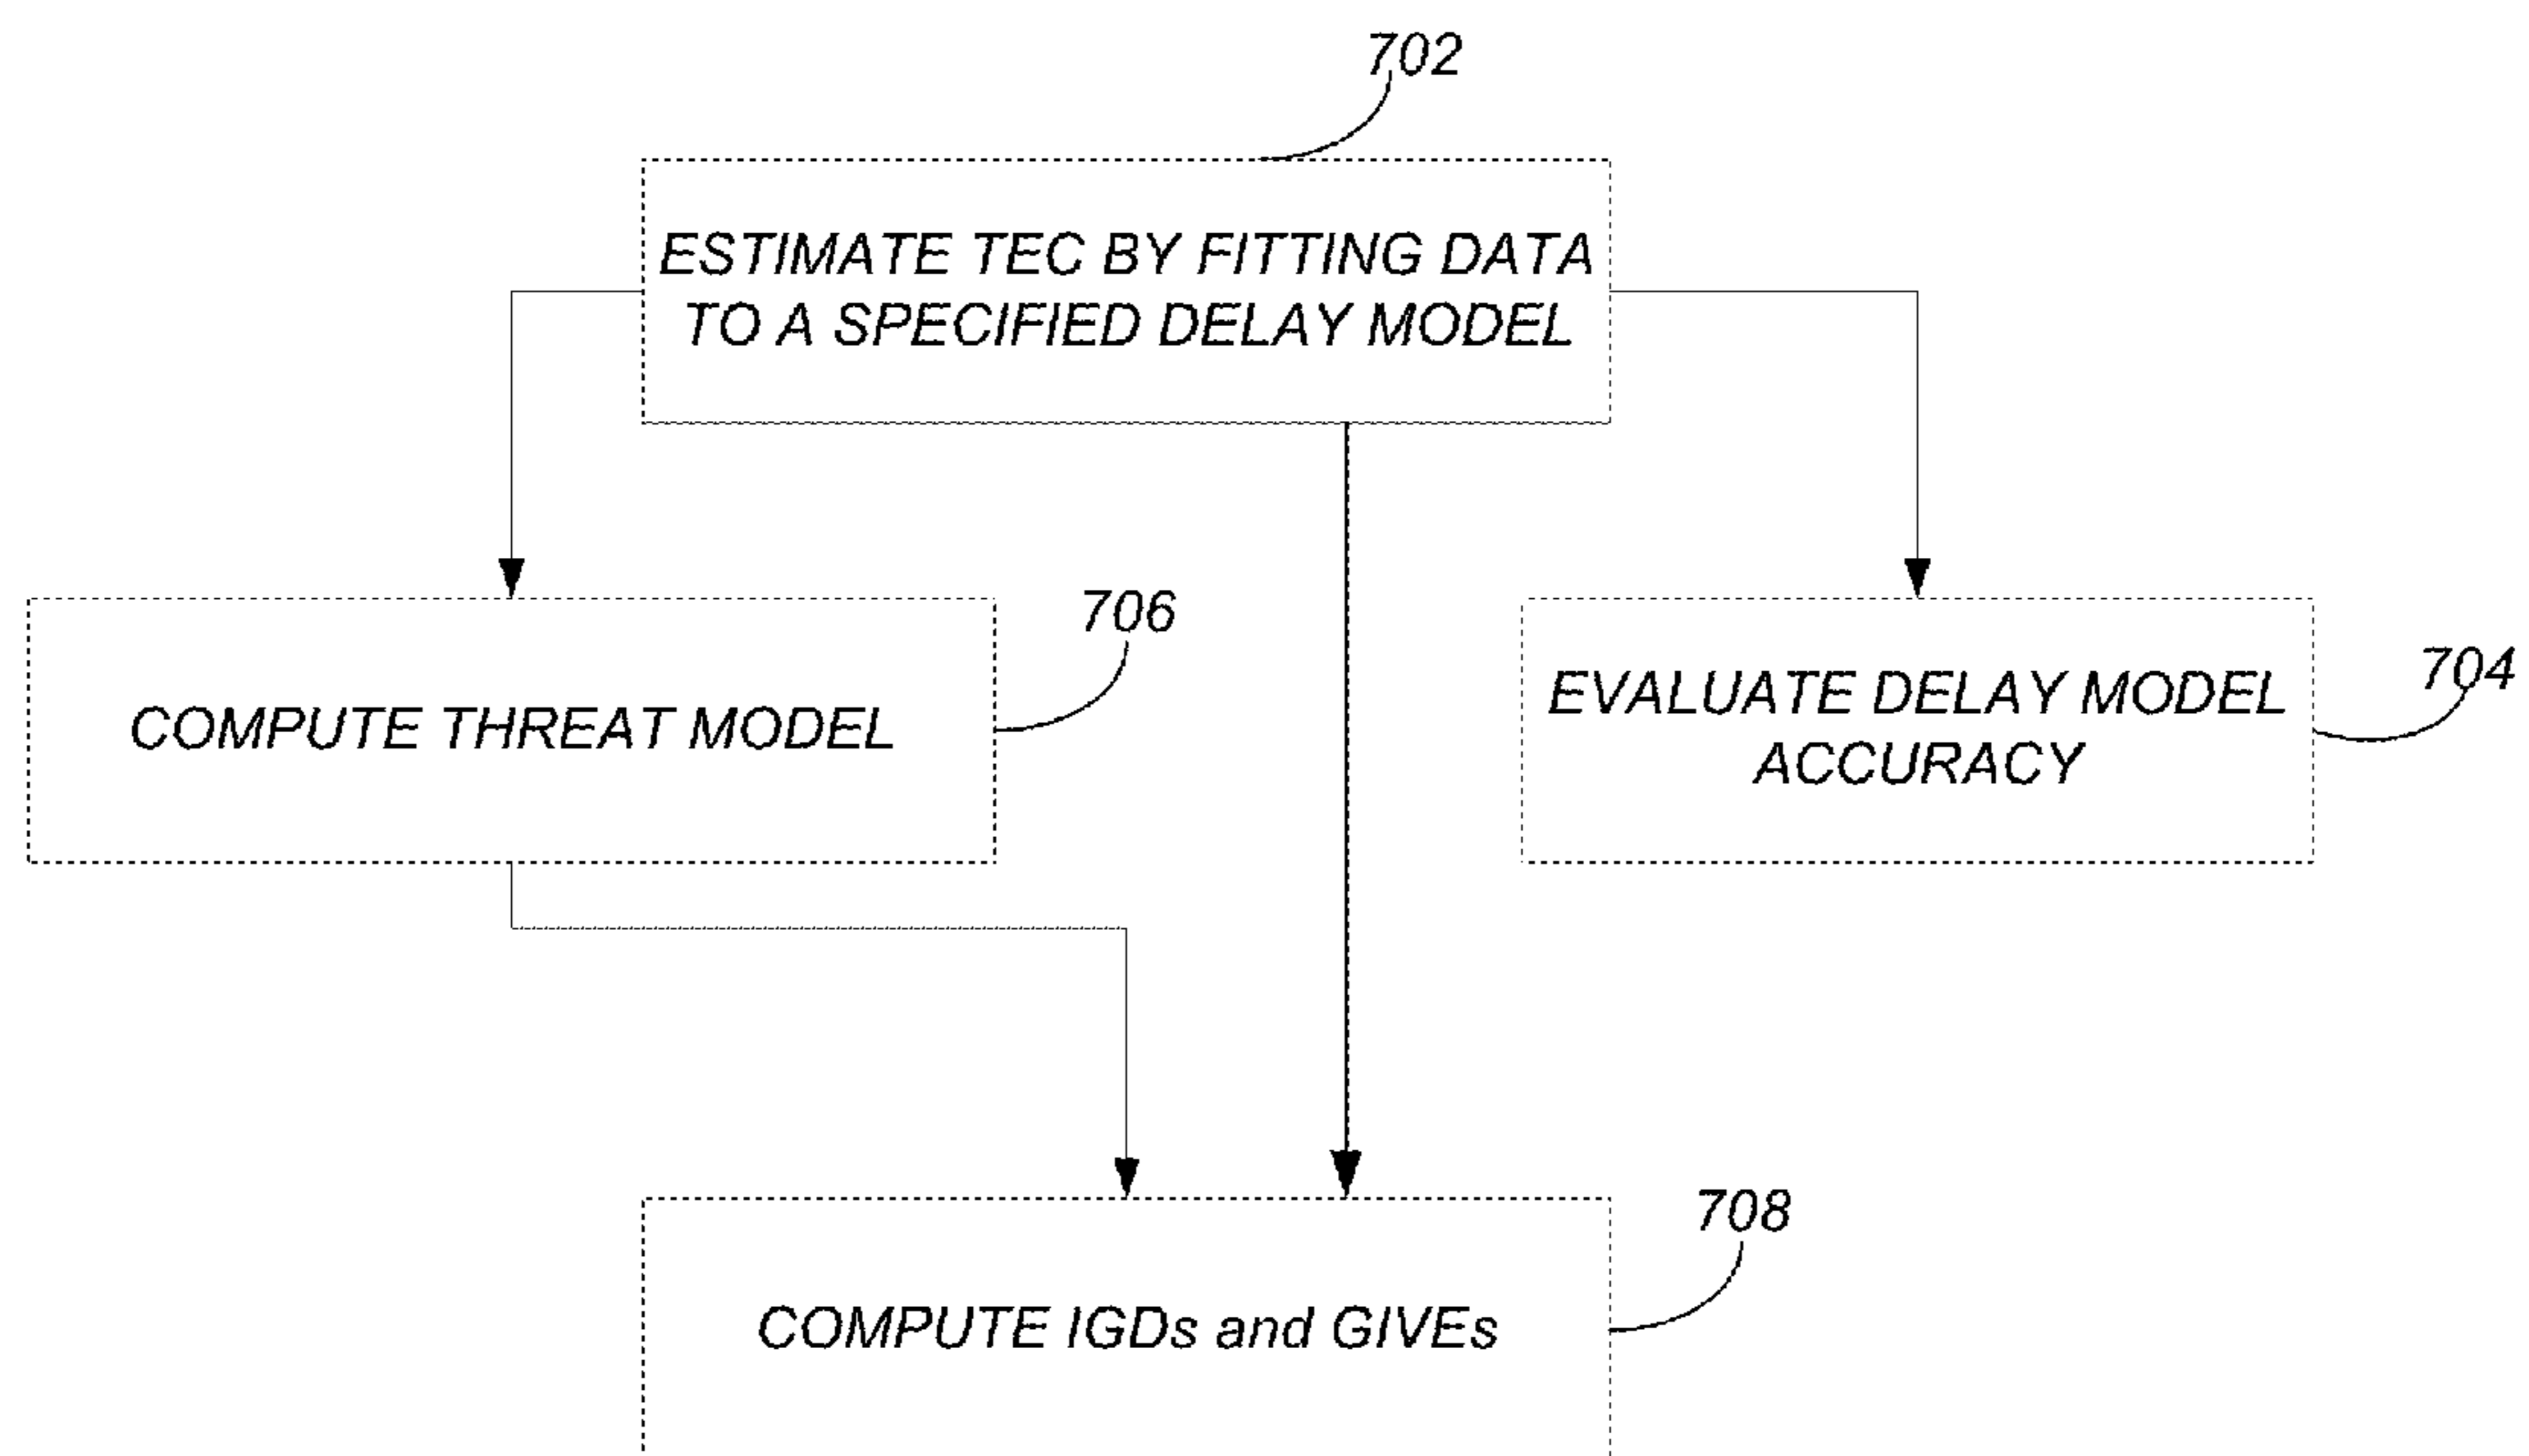 702
ESTIMATE TEC BY FITTING DATA
TO A SPECIFIED DELAY MODEL
706
COMPUTE THREAT MODEL
704
EVALUATE DELAY MODEL
ACCURACY
708
COMPUTE IGDs and GIVEs